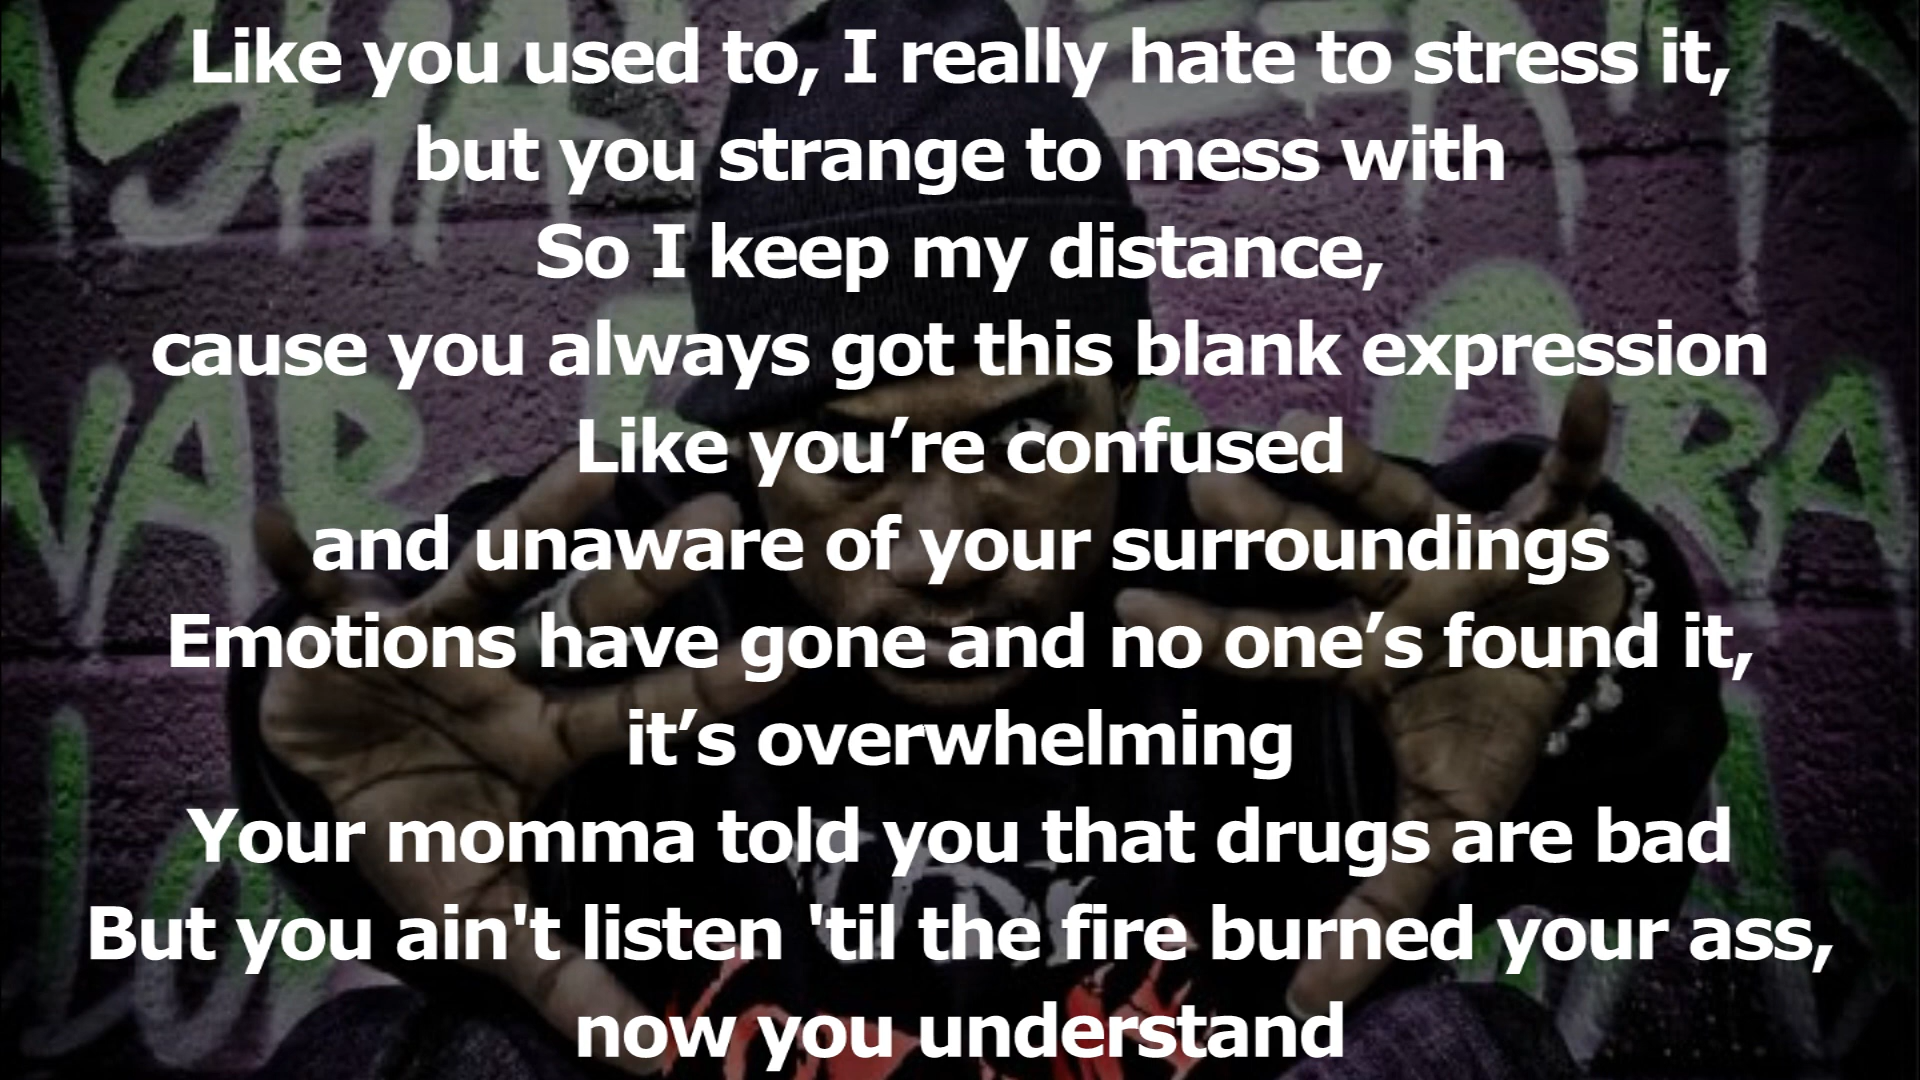 Like you used to, I really hate to stress it,
but you strange to mess with
So I keep my distance,
cause you always got this blank expression
Like you’re confused
and unaware of your surroundings
Emotions have gone and no one’s found it,
it’s overwhelming
Your momma told you that drugs are bad
But you ain't listen 'til the fire burned your ass,
now you understand